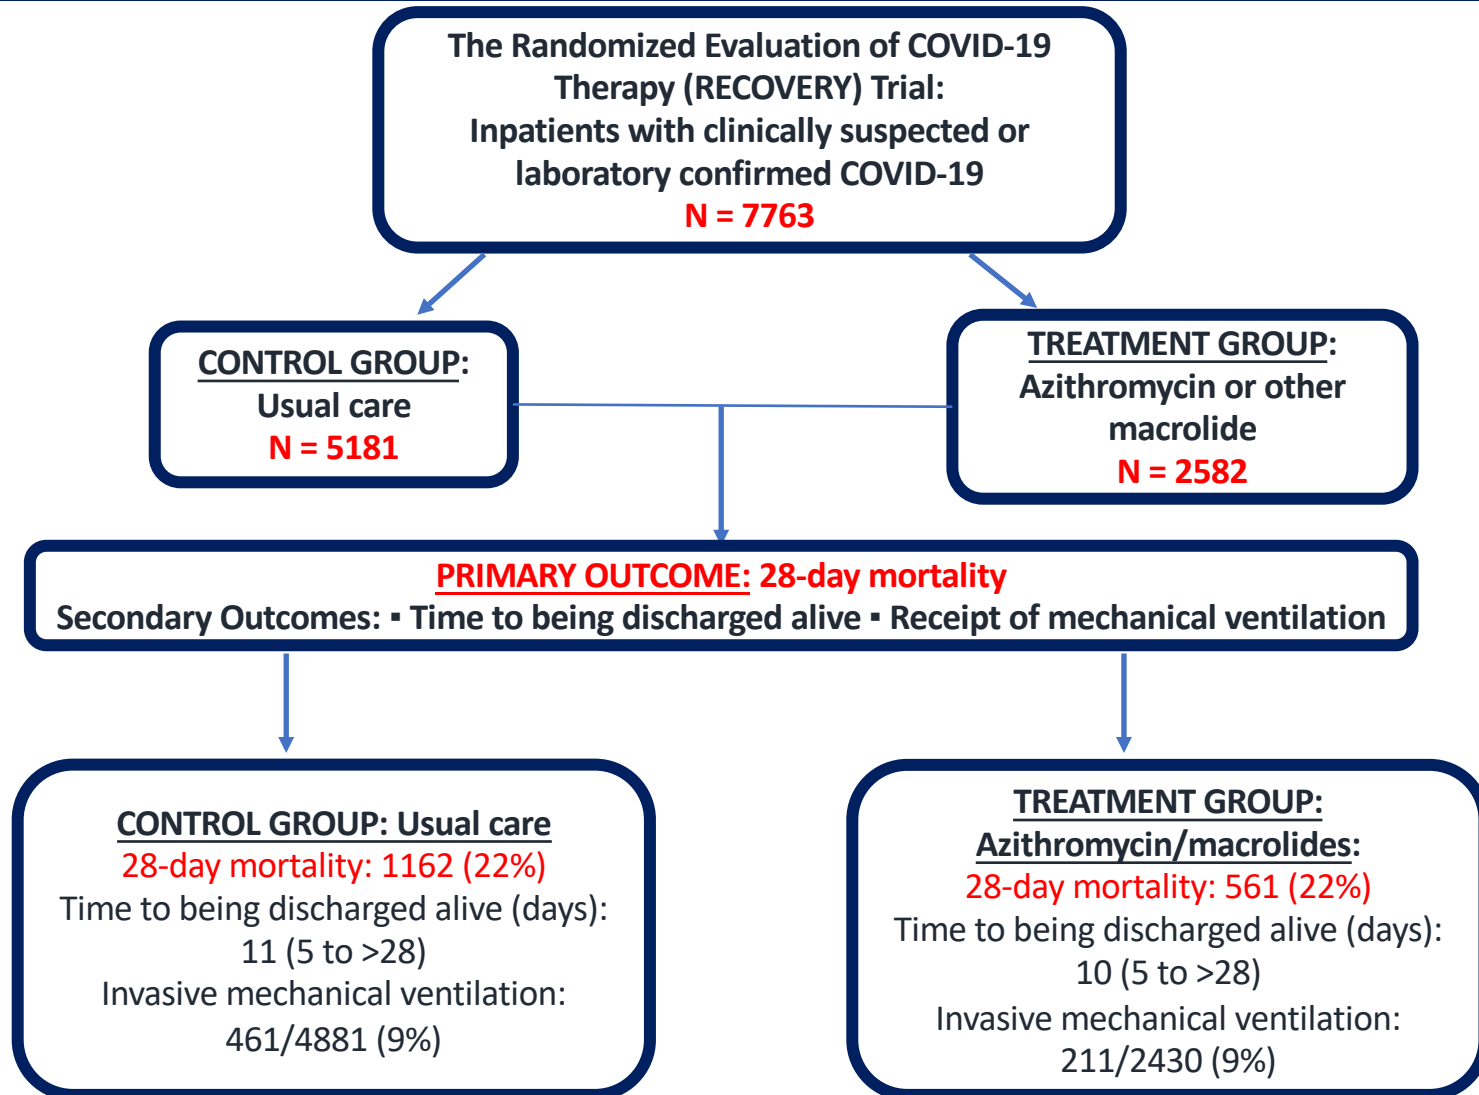 The Randomized Evaluation of COVID-19
Therapy (RECOVERY) Trial:
Inpatients with clinically suspected or
laboratory confirmed COVID-19
N = 7763
CONTROL GROUP:
Usual care
N = 5181
TREATMENT GROUP:
Azithromycin or other
macrolide
N = 2582
PRIMARY OUTCOME: 28-day mortality
Secondary Outcomes: ▪ Time to being discharged alive ▪ Receipt of mechanical ventilation
CONTROL GROUP: Usual care
28-day mortality: 1162 (22%)
Time to being discharged alive (days):
11 (5 to >28)
Invasive mechanical ventilation:
461/4881 (9%)
TREATMENT GROUP:
Azithromycin/macrolides:
28-day mortality: 561 (22%)
Time to being discharged alive (days):
10 (5 to >28)
Invasive mechanical ventilation:
211/2430 (9%)